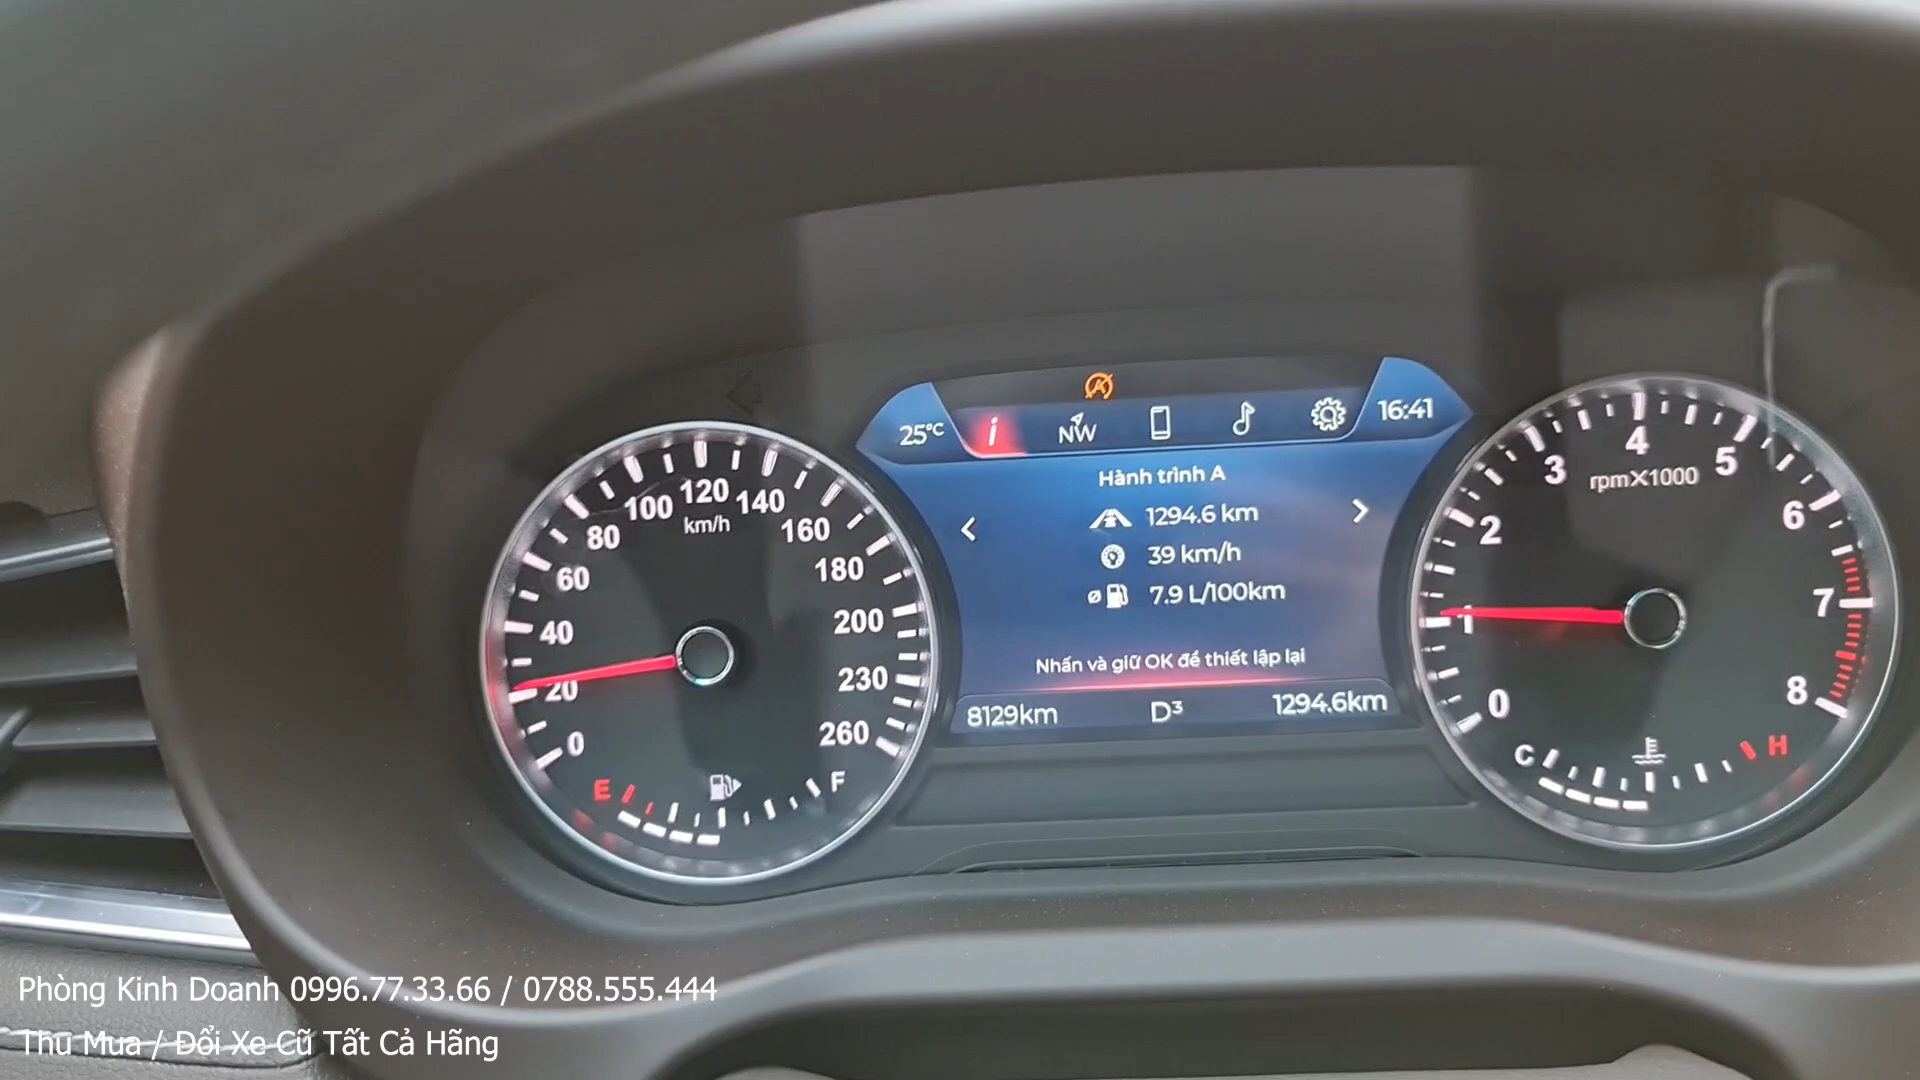 25°C
i
NW
16:41
Hành trình A
1294.6 km
39 km/h
ø 7.9 L/100km
Nhấn và giữ OK để thiết lập lại
8129km
D3
1294.6km
0
20
40
60
80
100
120
140
160
180
200
230
260
km/h
E
F
0
1
2
3
4
5
6
7
8
rpmX1000
C
H
Phòng Kinh Doanh 0996.77.33.66 / 0788.555.444
Thu Mua / Đổi Xe Cũ Tất Cả Hãng